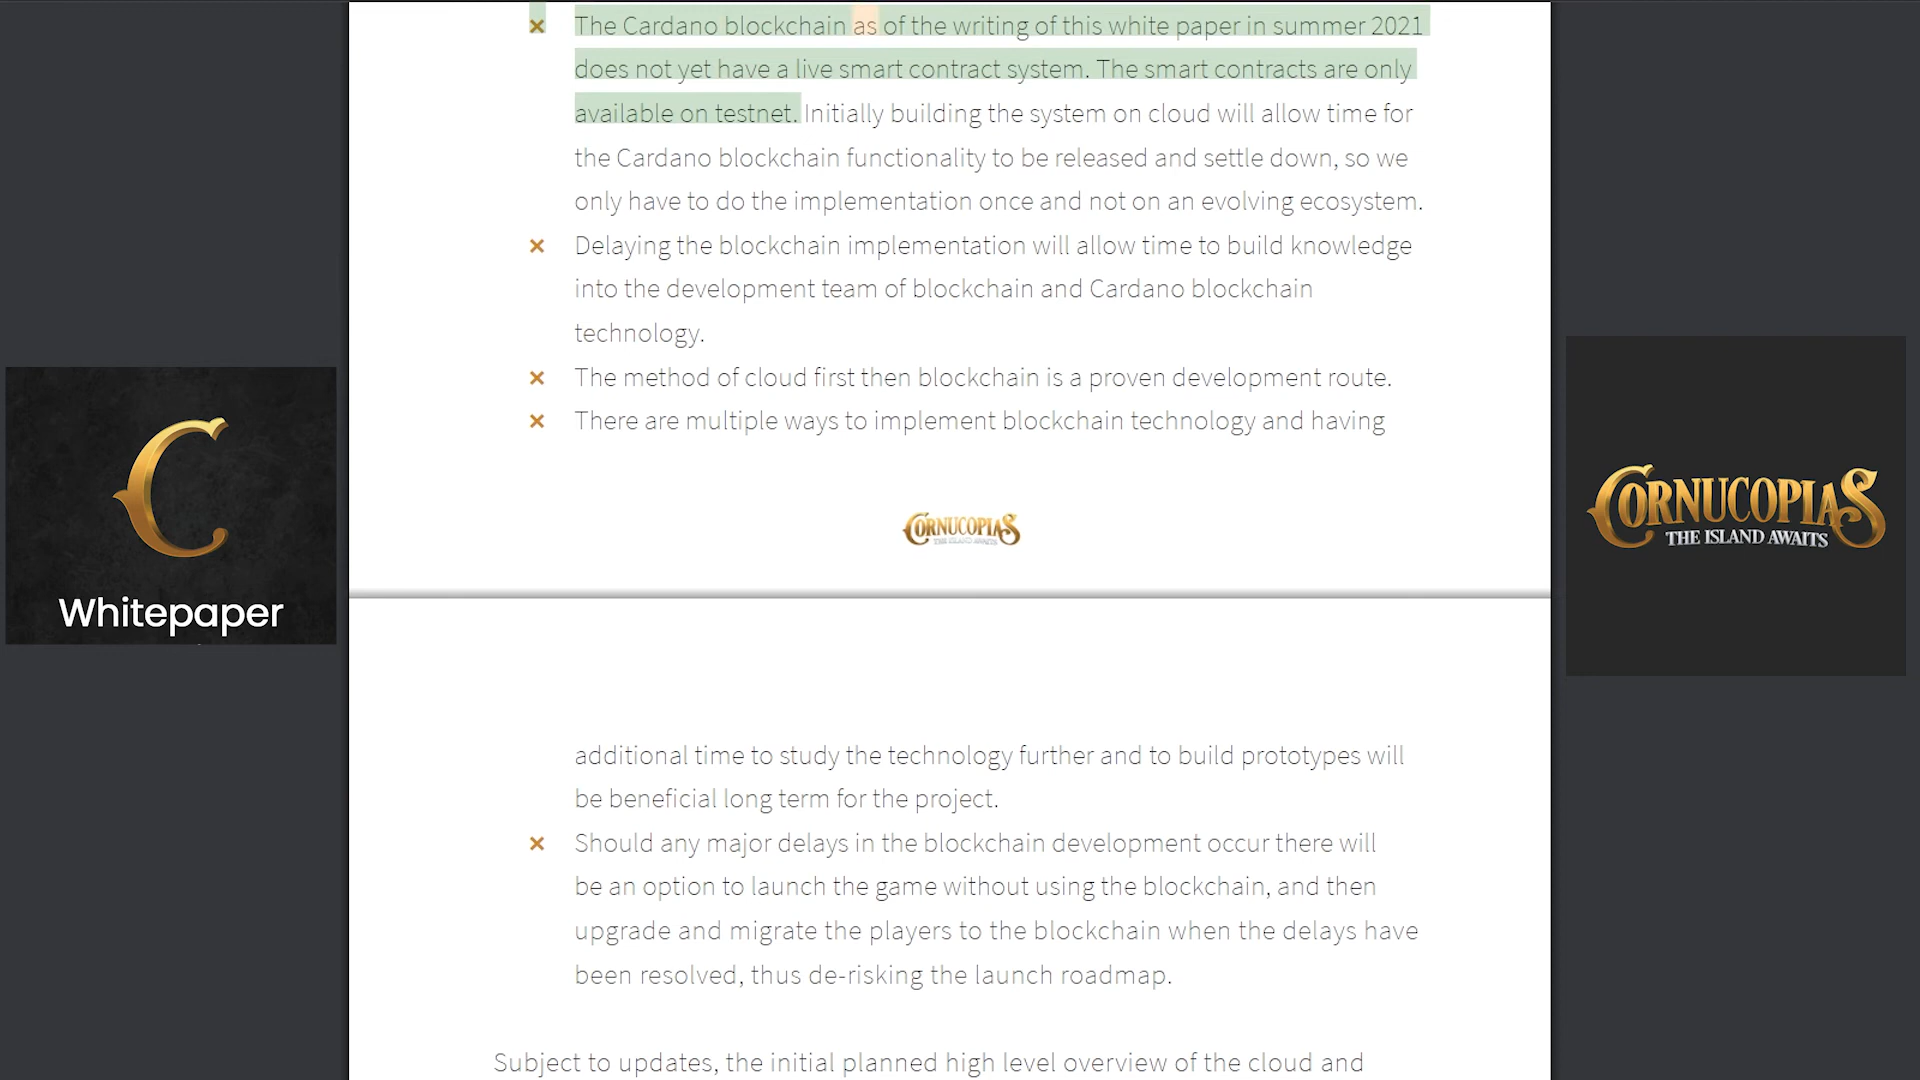 The Cardano blockchain as of the writing of this white paper in summer 2021
does not yet have a live smart contract system. The smart contracts are only
available on testnet. Initially building the system on cloud will allow time for
the Cardano blockchain functionality to be released and settle down, so we
only have to do the implementation once and not on an evolving ecosystem.
Delaying the blockchain implementation will allow time to build knowledge
into the development team of blockchain and Cardano blockchain
technology.
The method of cloud first then blockchain is a proven development route.
There are multiple ways to implement blockchain technology and having
CORNUCOPIAS
THE ISLAND AWAITS
additional time to study the technology further and to build prototypes will
be beneficial long term for the project.
Should any major delays in the blockchain development occur there will
be an option to launch the game without using the blockchain, and then
upgrade and migrate the players to the blockchain when the delays have
been resolved, thus de-risking the launch roadmap.
Subject to updates, the initial planned high level overview of the cloud and
C
Whitepaper
CORNUCOPIAS
THE ISLAND AWAITS